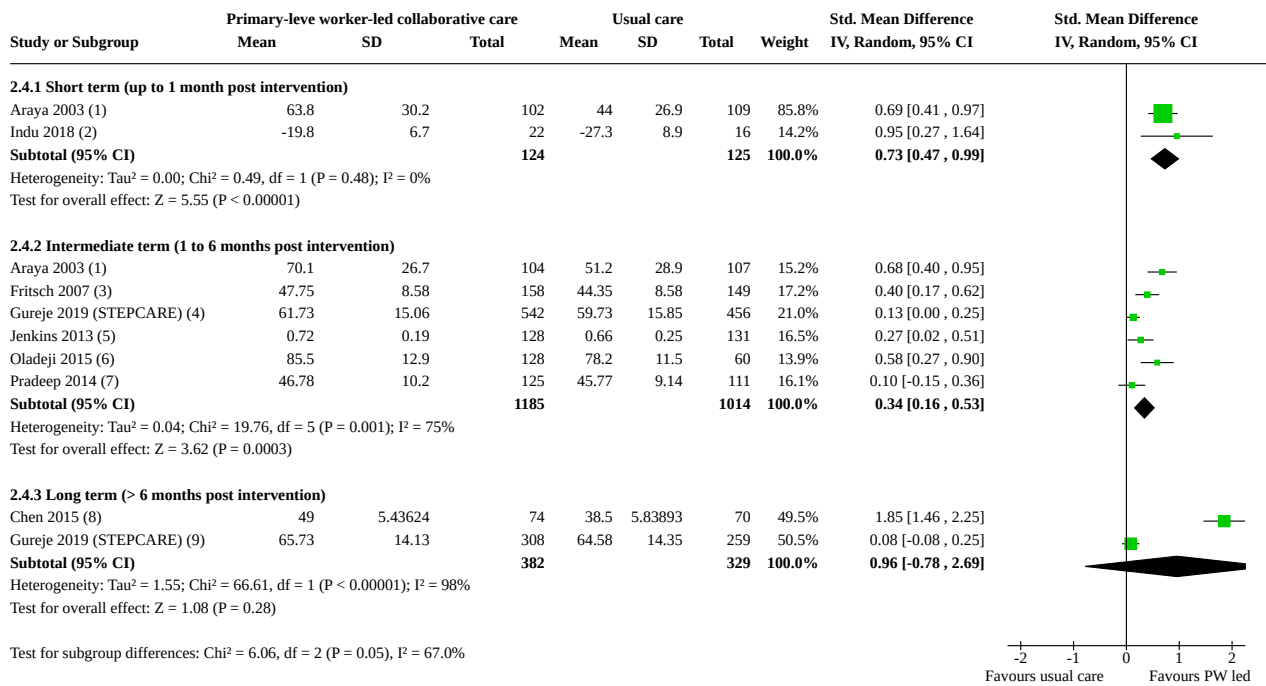 Primary-leve worker-led collaborative care Usual care Std. Mean Difference Std. Mean Difference
Study or Subgroup Mean SD Total Mean SD Total Weight IV, Random, 95% CI IV, Random, 95% CI
2.4.1 Short term (up to 1 month post intervention)
Araya 2003 (1) 63.8 30.2 102 44 26.9 109 85.8% 0.69 [0.41 , 0.97]
Indu 2018 (2) -19.8 6.7 22 -27.3 8.9 16 14.2% 0.95 [0.27 , 1.64]
Subtotal (95% CI) 124 125 100.0% 0.73 [0.47 , 0.99]
Heterogeneity: Tau² = 0.00; Chi² = 0.49, df = 1 (P = 0.48); I² = 0%
Test for overall effect: Z = 5.55 (P < 0.00001)
2.4.2 Intermediate term (1 to 6 months post intervention)
Araya 2003 (1) 70.1 26.7 104 51.2 28.9 107 15.2% 0.68 [0.40 , 0.95]
Fritsch 2007 (3) 47.75 8.58 158 44.35 8.58 149 17.2% 0.40 [0.17 , 0.62]
Gureje 2019 (STEPCARE) (4) 61.73 15.06 542 59.73 15.85 456 21.0% 0.13 [0.00 , 0.25]
Jenkins 2013 (5) 0.72 0.19 128 0.66 0.25 131 16.5% 0.27 [0.02 , 0.51]
Oladeji 2015 (6) 85.5 12.9 128 78.2 11.5 60 13.9% 0.58 [0.27 , 0.90]
Pradeep 2014 (7) 46.78 10.2 125 45.77 9.14 111 16.1% 0.10 [-0.15 , 0.36]
Subtotal (95% CI) 1185 1014 100.0% 0.34 [0.16 , 0.53]
Heterogeneity: Tau² = 0.04; Chi² = 19.76, df = 5 (P = 0.001); I² = 75%
Test for overall effect: Z = 3.62 (P = 0.0003)
2.4.3 Long term (> 6 months post intervention)
Chen 2015 (8) 49 5.43624 74 38.5 5.83893 70 49.5% 1.85 [1.46 , 2.25]
Gureje 2019 (STEPCARE) (9) 65.73 14.13 308 64.58 14.35 259 50.5% 0.08 [-0.08 , 0.25]
Subtotal (95% CI) 382 329 100.0% 0.96 [-0.78 , 2.69]
Heterogeneity: Tau² = 1.55; Chi² = 66.61, df = 1 (P < 0.00001); I² = 98%
Test for overall effect: Z = 1.08 (P = 0.28)
Test for subgroup differences: Chi² = 6.06, df = 2 (P = 0.05), I² = 67.0%
-2 -1 0 1 2
Favours usual care Favours PW led